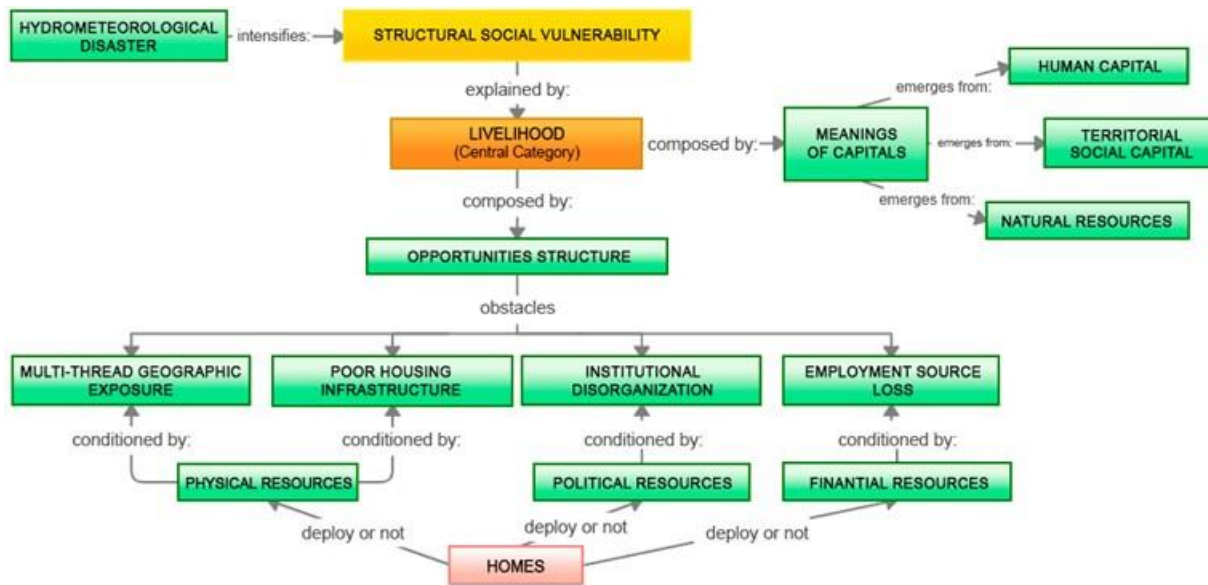 HYDROMETEOROLOGICAL
DISASTER
intensifies:
STRUCTURAL SOCIAL VULNERABILITY
explained by:
LIVELIHOOD
(Central Category)
composed by:
MEANINGS
OF CAPITALS
emerges from:
HUMAN CAPITAL
emerges from:
TERRITORIAL
SOCIAL CAPITAL
emerges from:
NATURAL RESOURCES
composed by:
OPPORTUNITIES STRUCTURE
obstacles
MULTI-THREAD GEOGRAPHIC
EXPOSURE
POOR HOUSING
INFRASTRUCTURE
INSTITUTIONAL
DISORGANIZATION
EMPLOYMENT SOURCE
LOSS
conditioned by:
conditioned by:
conditioned by:
conditioned by:
PHYSICAL RESOURCES
POLITICAL RESOURCES
FINANTIAL RESOURCES
deploy or not
deploy or not
deploy or not
HOMES